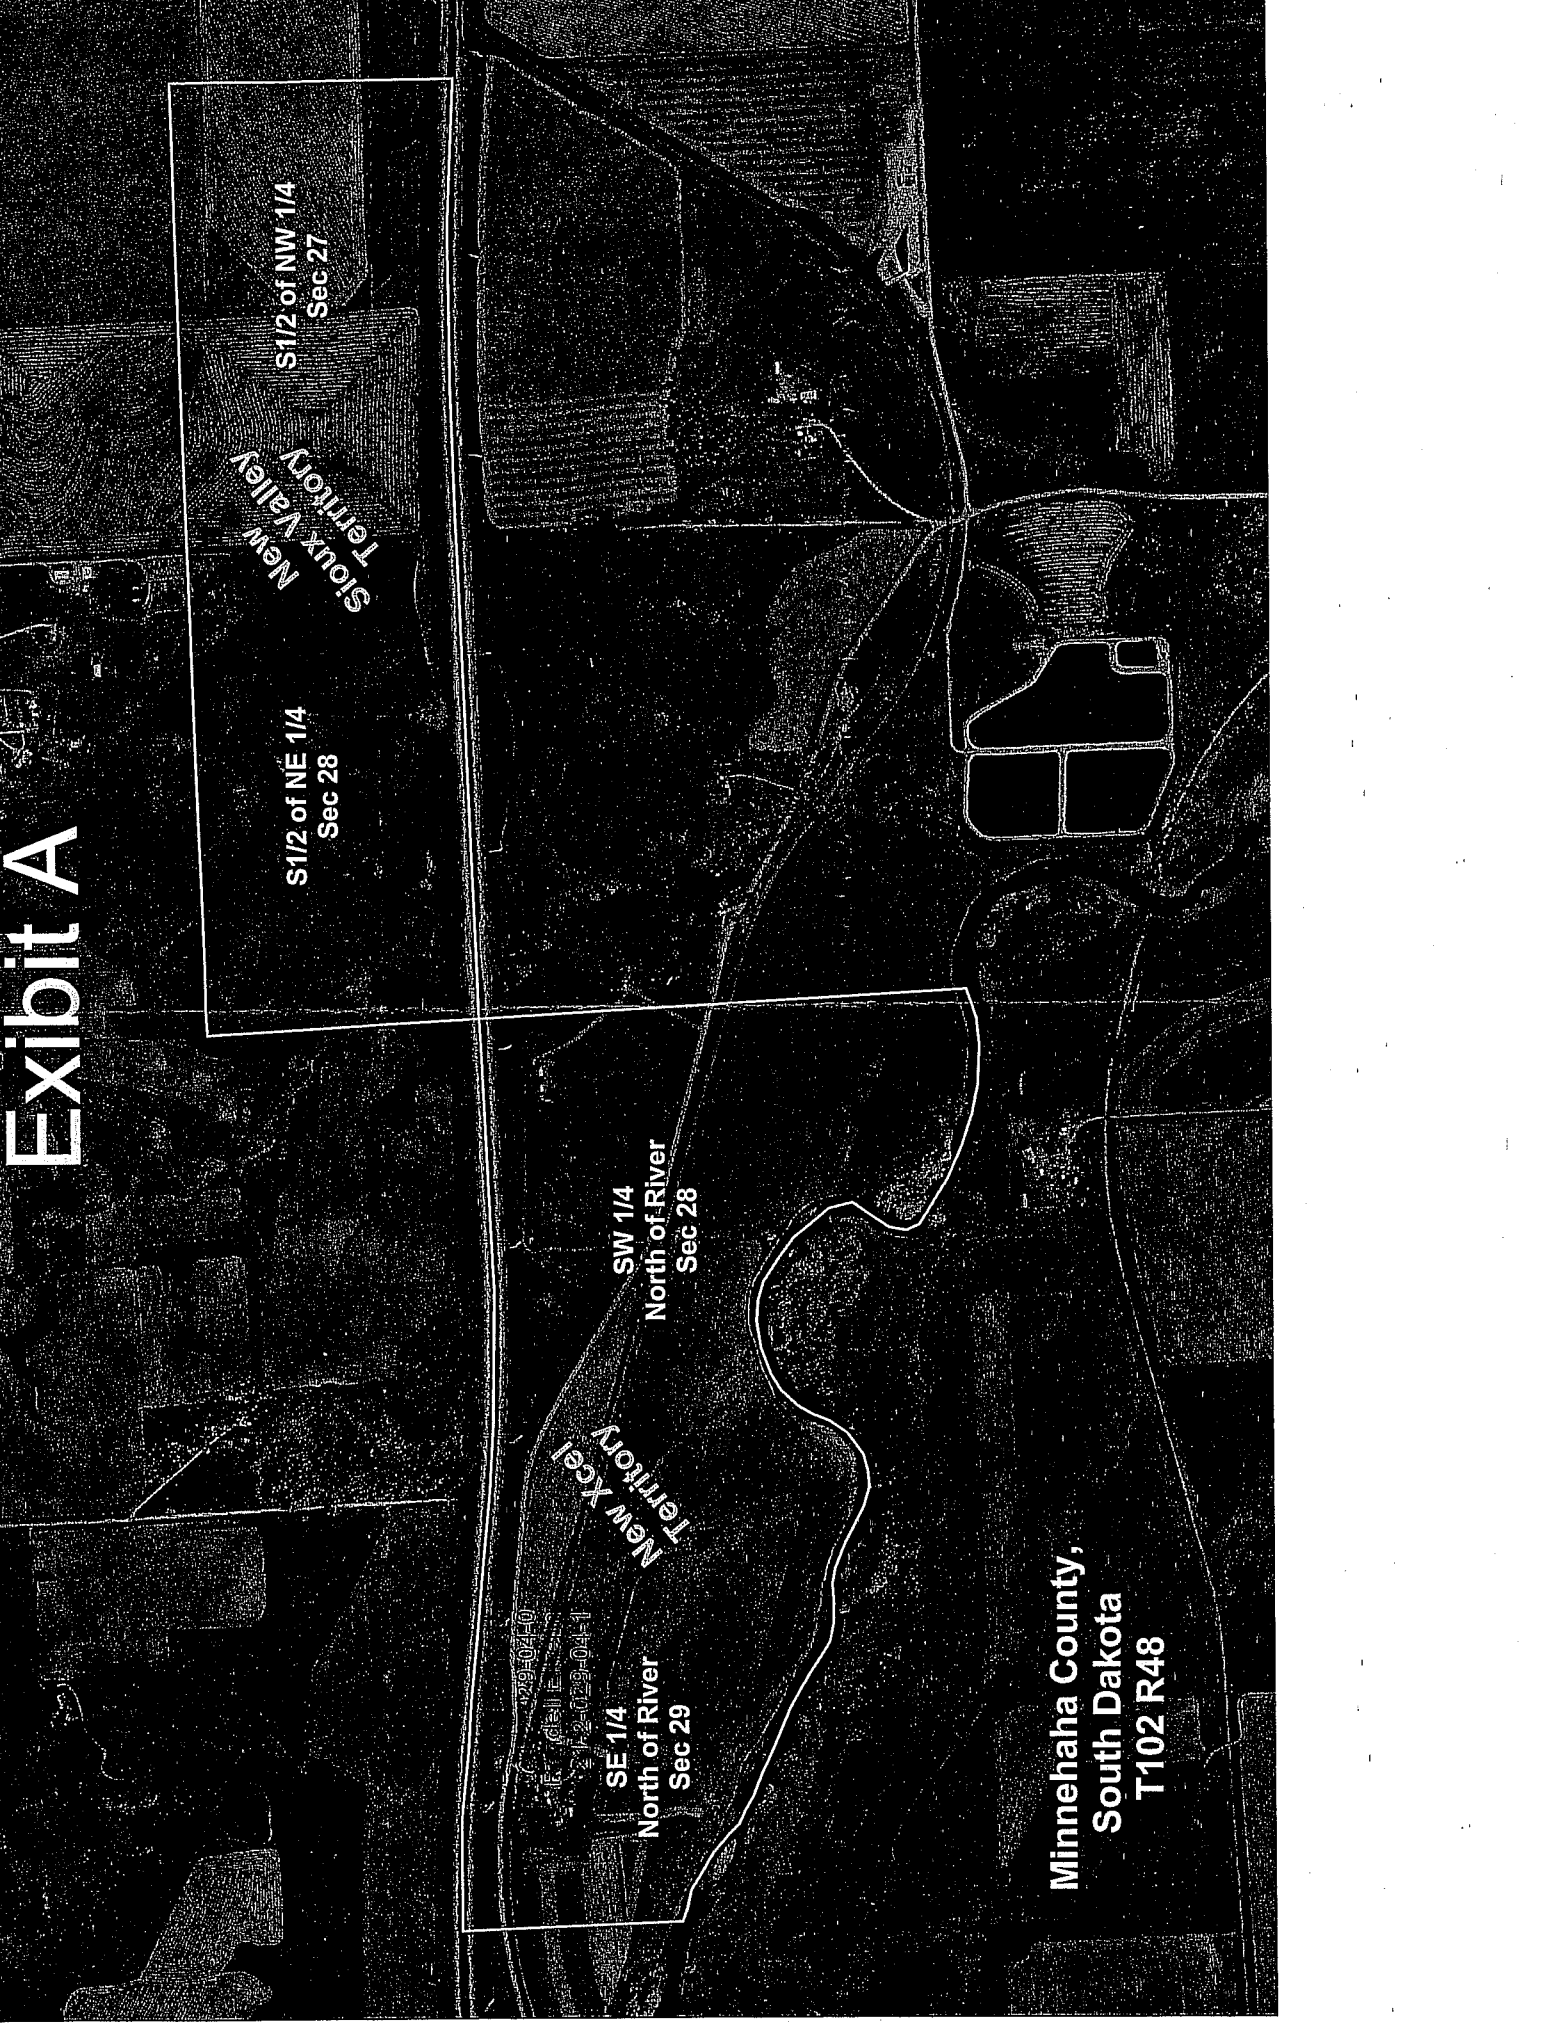 Exibit A
S1/2 of NE 1/4
Sec 28
New
Sioux Valley
Territory
S1/2 of NW 1/4
Sec 27
SW 1/4
North of River
Sec 28
New Xcel
Territory
SE 1/4
North of River
Sec 29
Minnehaha County,
South Dakota
T102 R48